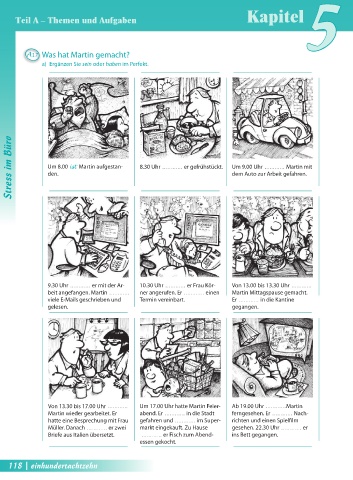 Teil A – Themen und Aufgaben
Kapitel 5
Was hat Martin gemacht?
a) Ergänzen Sie sein oder haben im Perfekt.
Um 8.00 ist Martin aufgestan-
den.
8.30 Uhr ............ er gefrühstückt.
Um 9.00 Uhr ............ Martin mit
dem Auto zur Arbeit gefahren.
9.30 Uhr ............ er mit der Ar-
beit angefangen. Martin ............
viele E-Mails geschrieben und
gelesen.
10.30 Uhr ............ er Frau Kör-
ner angerufen. Er ............ einen
Termin vereinbart.
Von 13.00 bis 13.30 Uhr ............
Martin Mittagspause gemacht.
Er ............ in die Kantine
gegangen.
Von 13.30 bis 17.00 Uhr ............
Martin wieder gearbeitet. Er
hatte eine Besprechung mit Frau
Müller. Danach ............ er zwei
Briefe aus Italien übersetzt.
Um 17.00 Uhr hatte Martin Feier-
abend. Er ............ in die Stadt
gefahren und ............ im Super-
markt eingekauft. Zu Hause
............ er Fisch zum Abend-
essen gekocht.
Ab 19.00 Uhr ............ Martin
ferngesehen. Er ............ Nach-
richten und einen Spielfilm
gesehen. 22.30 Uhr ............ er
ins Bett gegangen.
Stress im Büro
118 | einhundertachtzehn